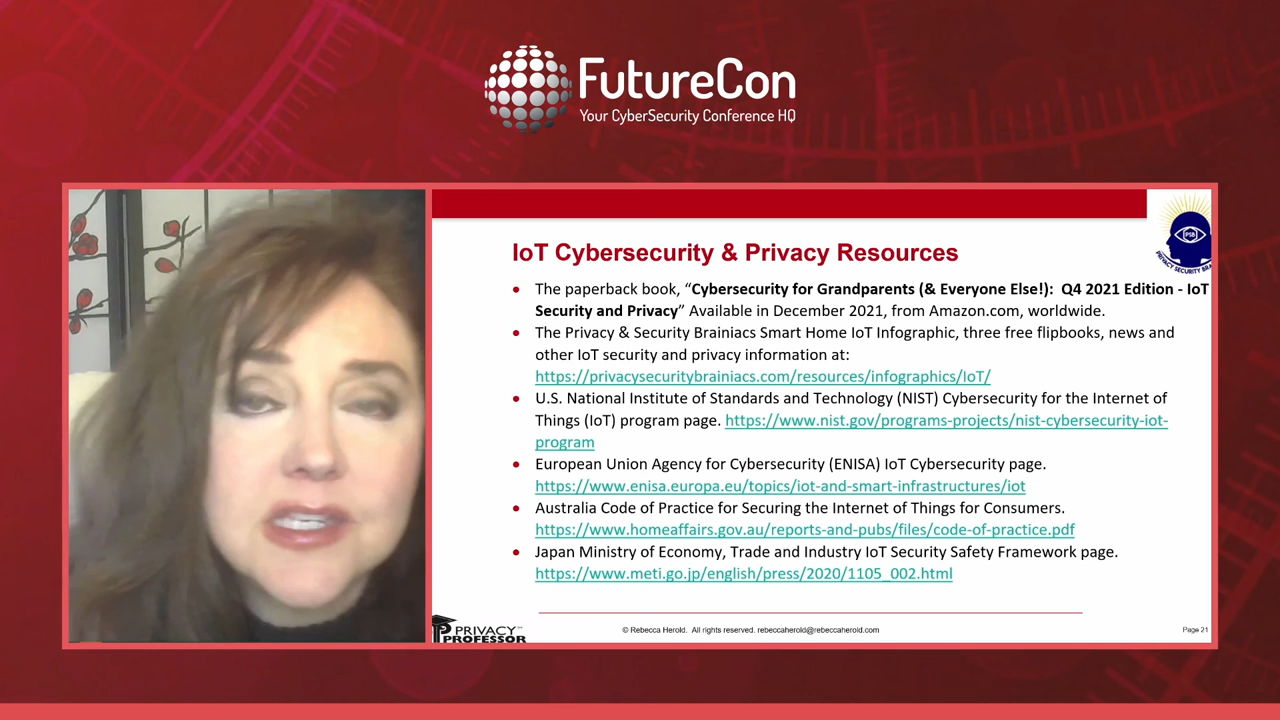 FutureCon
Your CyberSecurity Conference HQ
PSB
PRIVACY SECURITY BRA
IoT Cybersecurity & Privacy Resources
• The paperback book, “Cybersecurity for Grandparents (& Everyone Else!): Q4 2021 Edition - IoT
Security and Privacy” Available in December 2021, from Amazon.com, worldwide.
• The Privacy & Security Brainiacs Smart Home IoT Infographic, three free flipbooks, news and
other IoT security and privacy information at:
https://privacysecuritybrainiacs.com/resources/infographics/IoT/
• U.S. National Institute of Standards and Technology (NIST) Cybersecurity for the Internet of
Things (IoT) program page. https://www.nist.gov/programs-projects/nist-cybersecurity-iot-
program
• European Union Agency for Cybersecurity (ENISA) IoT Cybersecurity page.
https://www.enisa.europa.eu/topics/iot-and-smart-infrastructures/iot
• Australia Code of Practice for Securing the Internet of Things for Consumers.
https://www.homeaffairs.gov.au/reports-and-pubs/files/code-of-practice.pdf
• Japan Ministry of Economy, Trade and Industry IoT Security Safety Framework page.
https://www.meti.go.jp/english/press/2020/1105_002.html
PRIVACY
PROFESSOR
© Rebecca Herold. All rights reserved. rebeccaherold@rebeccaherold.com
Page 21